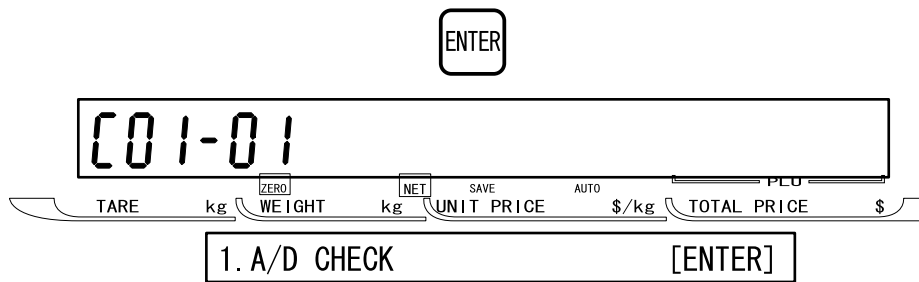 ENTER
C01-01
PLU
ZERO NET SAVE AUTO
TARE kg WEIGHT kg UNIT PRICE $/kg TOTAL PRICE $
1. A/D CHECK [ENTER]